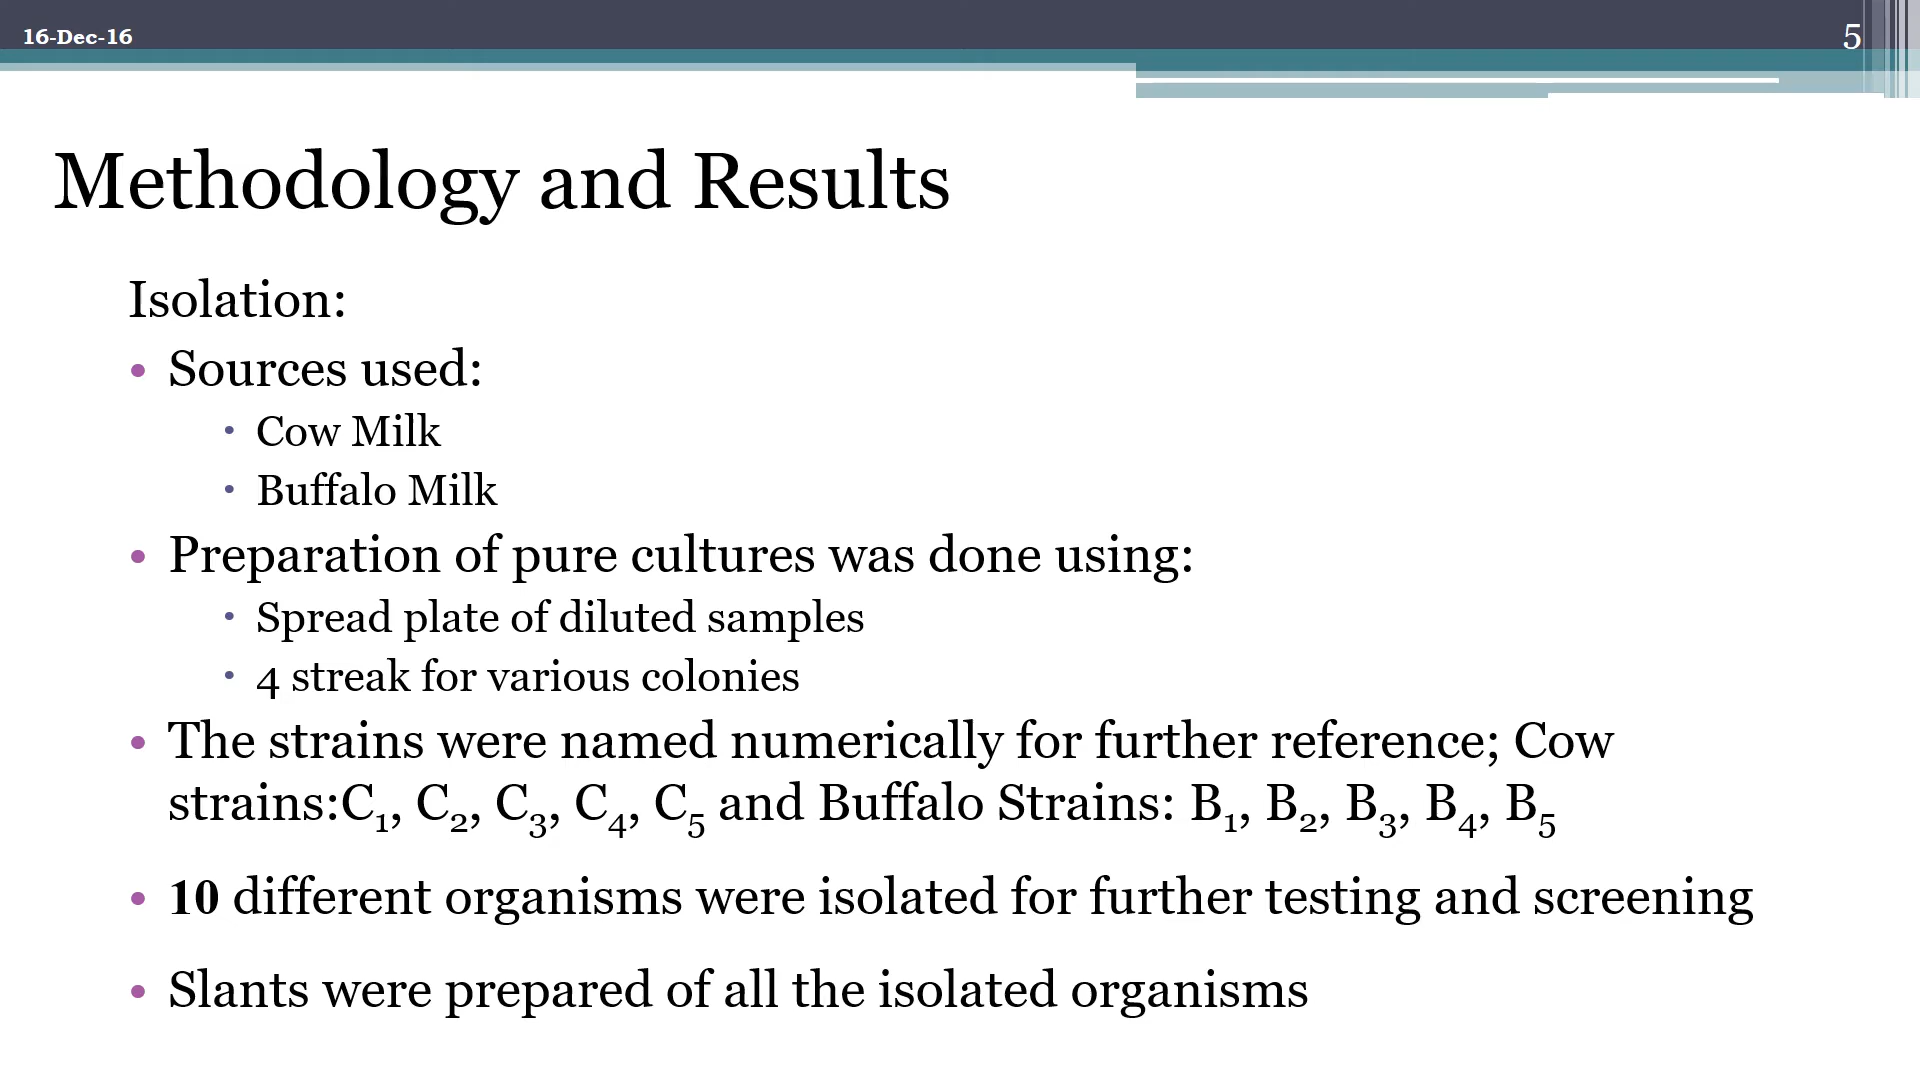 16-Dec-16
5
Methodology and Results
Isolation:
• Sources used:
• Cow Milk
• Buffalo Milk
• Preparation of pure cultures was done using:
• Spread plate of diluted samples
• 4 streak for various colonies
• The strains were named numerically for further reference; Cow
strains:C₁, C₂, C₃, C₄, C₅ and Buffalo Strains: B₁, B₂, B₃, B₄, B₅
• 10 different organisms were isolated for further testing and screening
• Slants were prepared of all the isolated organisms